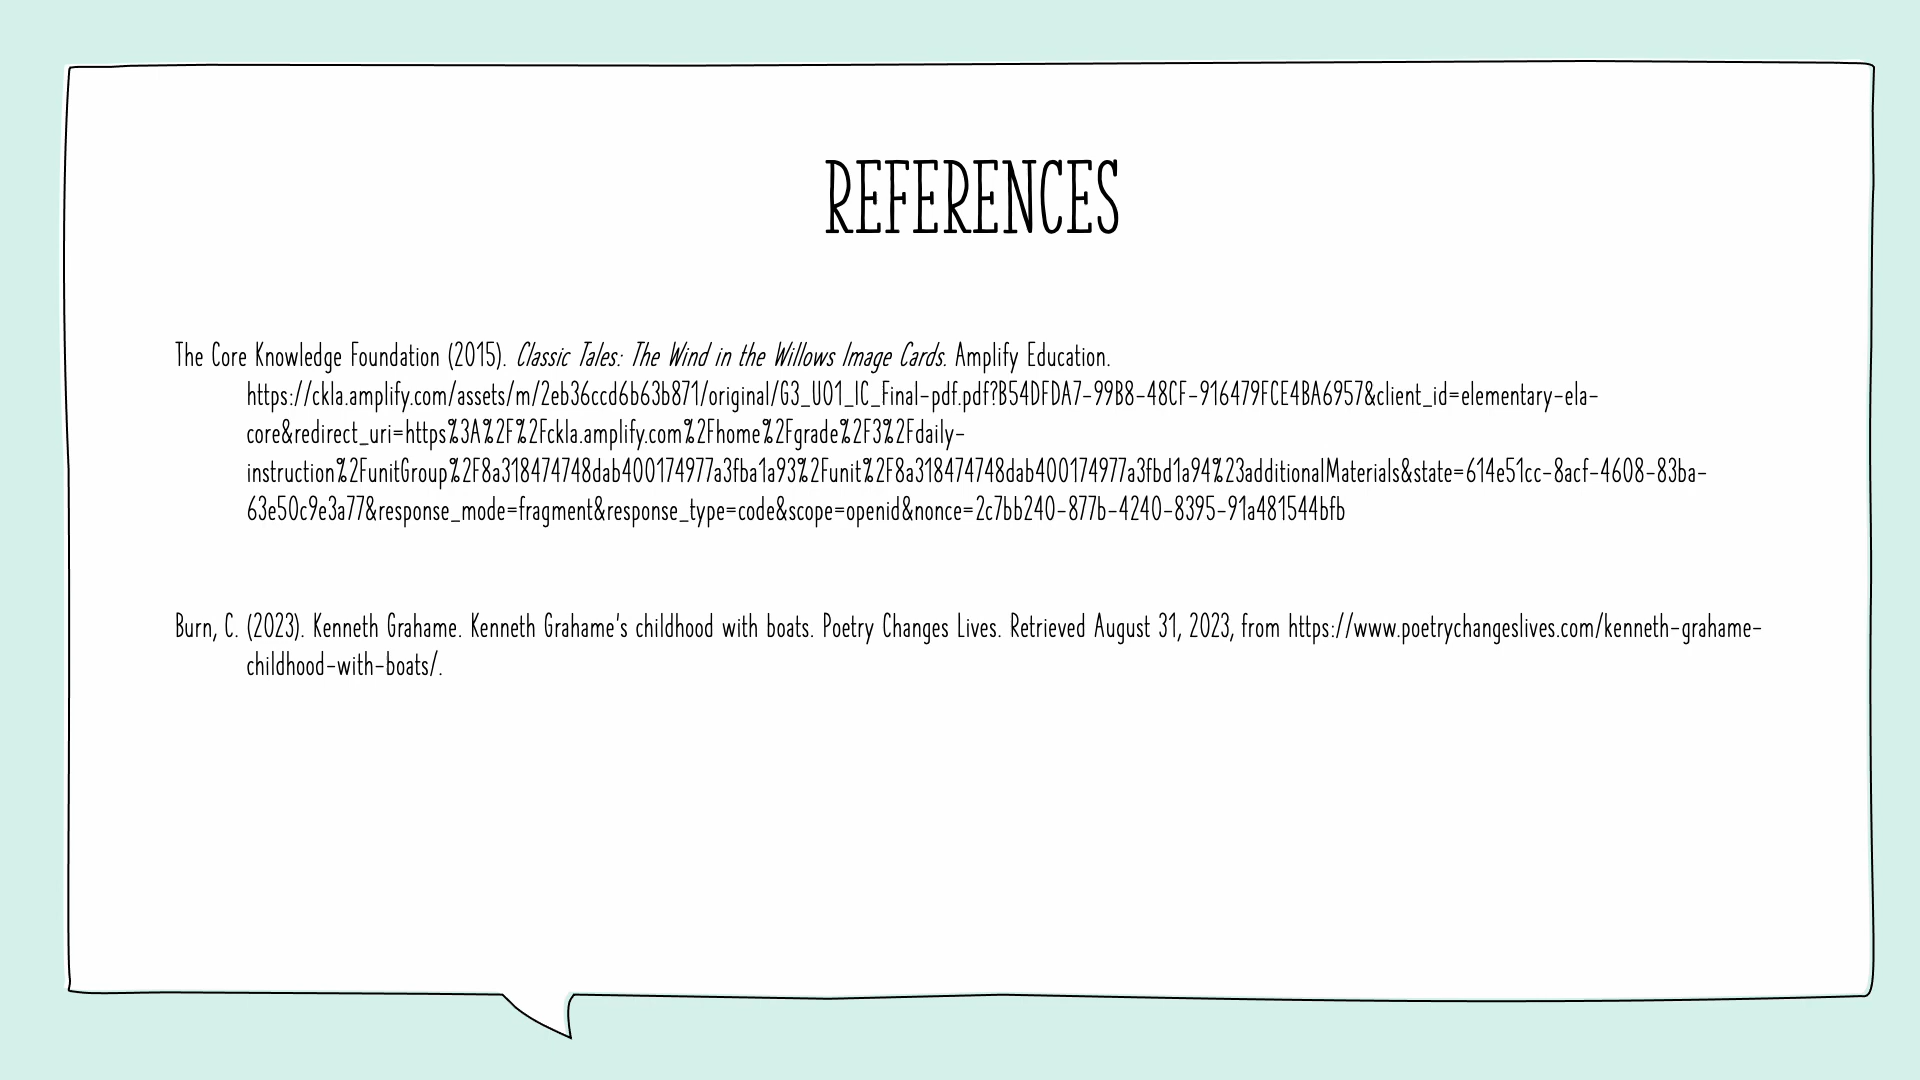 REFERENCES
The Core Knowledge Foundation (2015). Classic Tales: The Wind in the Willows Image Cards. Amplify Education.
https://ckla.amplify.com/assets/m/2eb36ccd6b63b871/original/G3_U01_IC_Final-pdf.pdf?B54DFDA7-99B8-48CF-916479FCE4BA6957&client_id=elementary-ela-
core&redirect_uri=https%3A%2F%2Fckla.amplify.com%2Fhome%2Fgrade%2F3%2Fdaily-
instruction%2FunitGroup%2F8a318474748dab400174977a3fba1a93%2Funit%2F8a318474748dab400174977a3fbd1a94%23additionalMaterials&state=614e51cc-8acf-4608-83ba-
63e50c9e3a77&response_mode=fragment&response_type=code&scope=openid&nonce=2c7bb240-877b-4240-8395-91a481544bfb
Burn, C. (2023). Kenneth Grahame. Kenneth Grahame's childhood with boats. Poetry Changes Lives. Retrieved August 31, 2023, from https://www.poetrychangeslives.com/kenneth-grahame-
childhood-with-boats/.